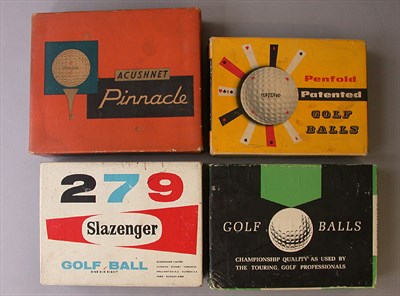 ACUSHNET
Pinnacle
Penfold
Patented
GOLF
BALLS
PENFOLD
279
Slazenger
GOLF BALL
GOLF BALLS
CHAMPIONSHIP QUALITY AS USED BY
THE TOURING GOLF PROFESSIONALS